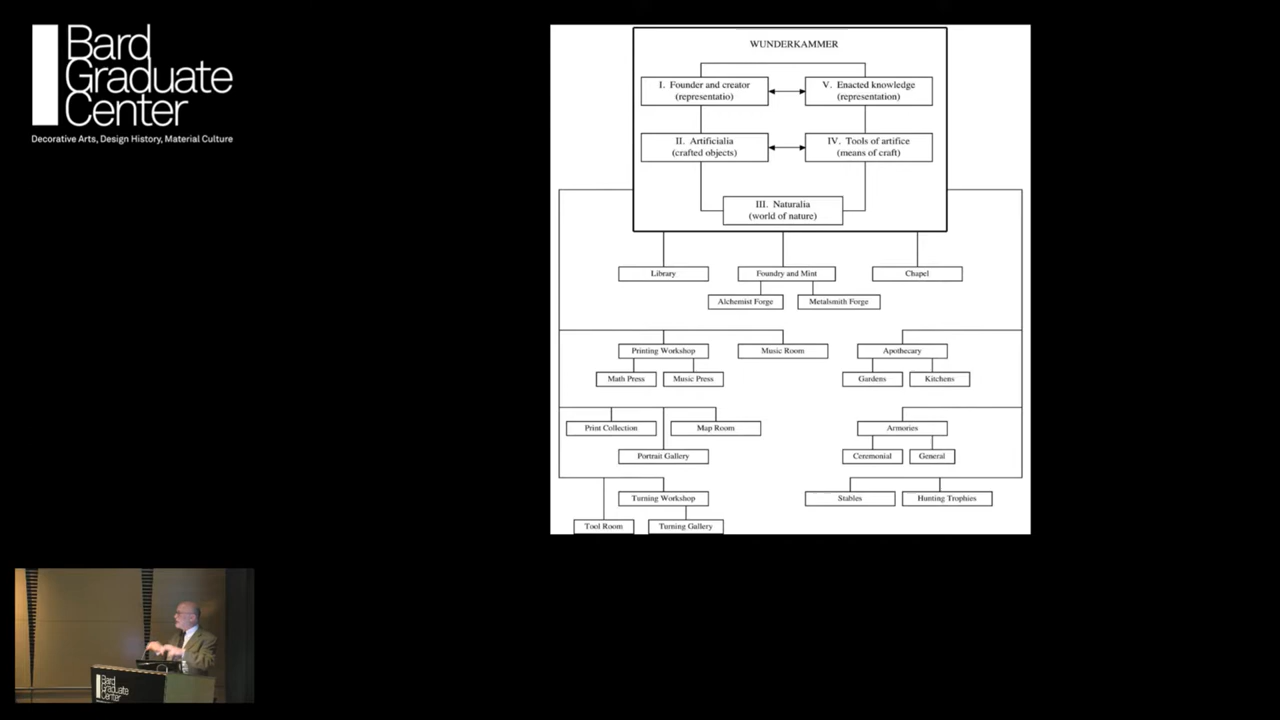 Bard
Graduate
Center
Decorative Arts, Design History, Material Culture
WUNDERKAMMER
I. Founder and creator
(representatio)
V. Enacted knowledge
(representation)
II. Artificialia
(crafted objects)
IV. Tools of artifice
(means of craft)
III. Naturalia
(world of nature)
Library
Foundry and Mint
Chapel
Alchemist Forge
Metalsmith Forge
Printing Workshop
Music Room
Apothecary
Math Press
Music Press
Gardens
Kitchens
Print Collection
Map Room
Armories
Portrait Gallery
Ceremonial
General
Turning Workshop
Stables
Hunting Trophies
Tool Room
Turning Gallery
Bard
Graduate
Center